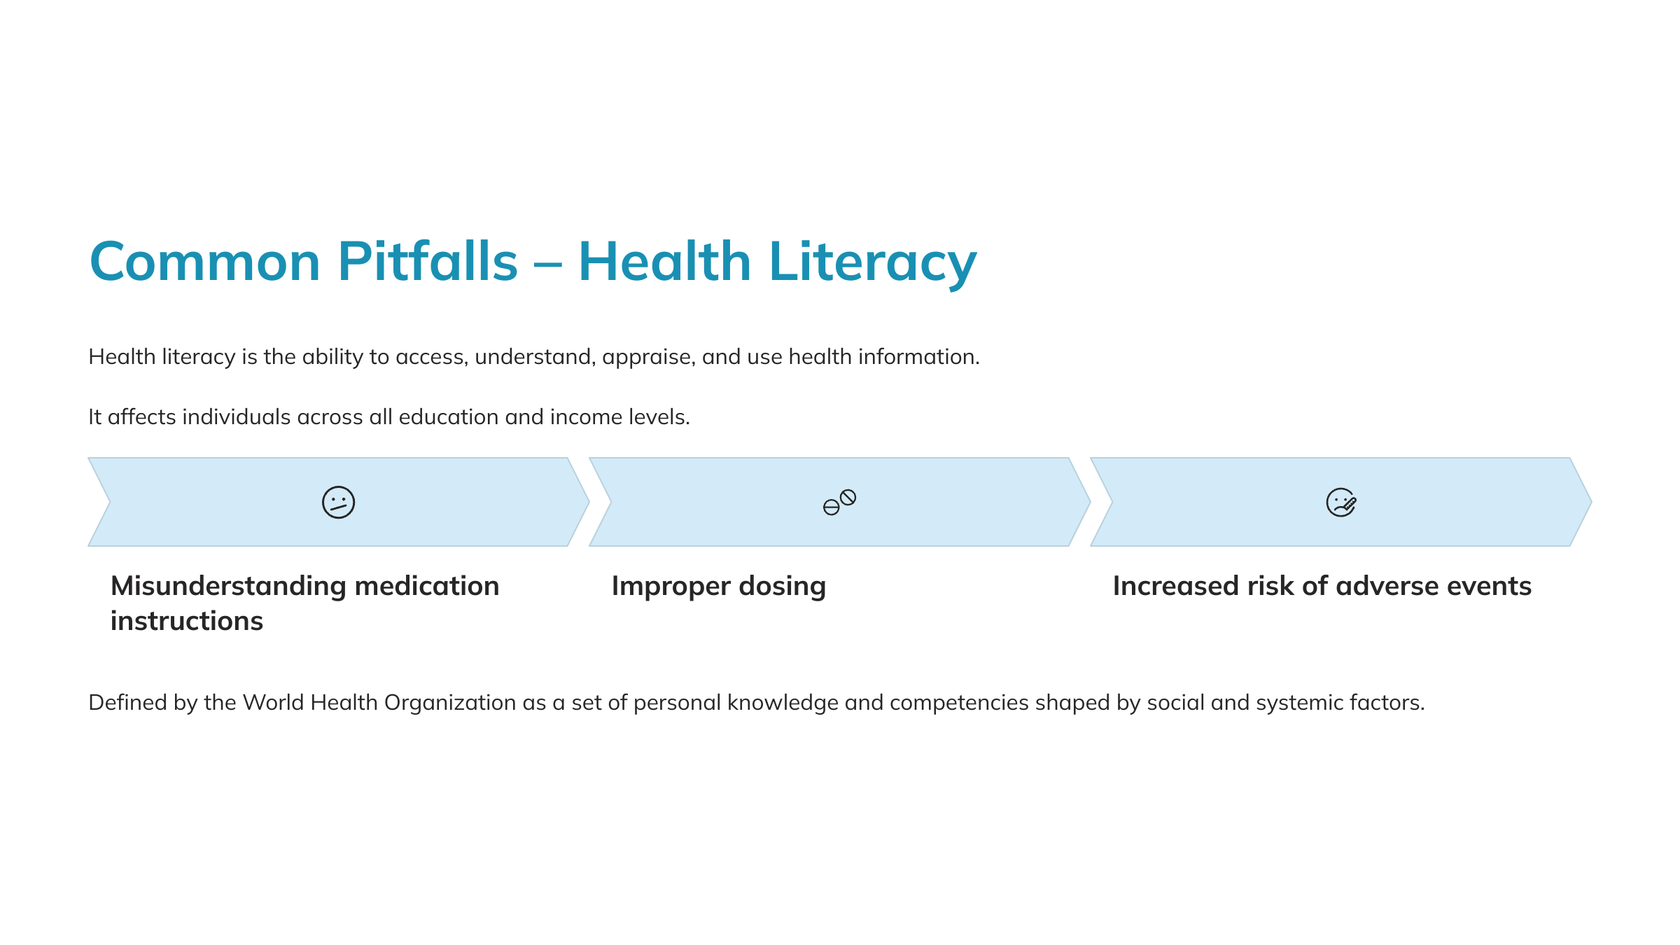 Common Pitfalls – Health Literacy
Health literacy is the ability to access, understand, appraise, and use health information.
It affects individuals across all education and income levels.
Misunderstanding medication
instructions
Improper dosing
Increased risk of adverse events
Defined by the World Health Organization as a set of personal knowledge and competencies shaped by social and systemic factors.